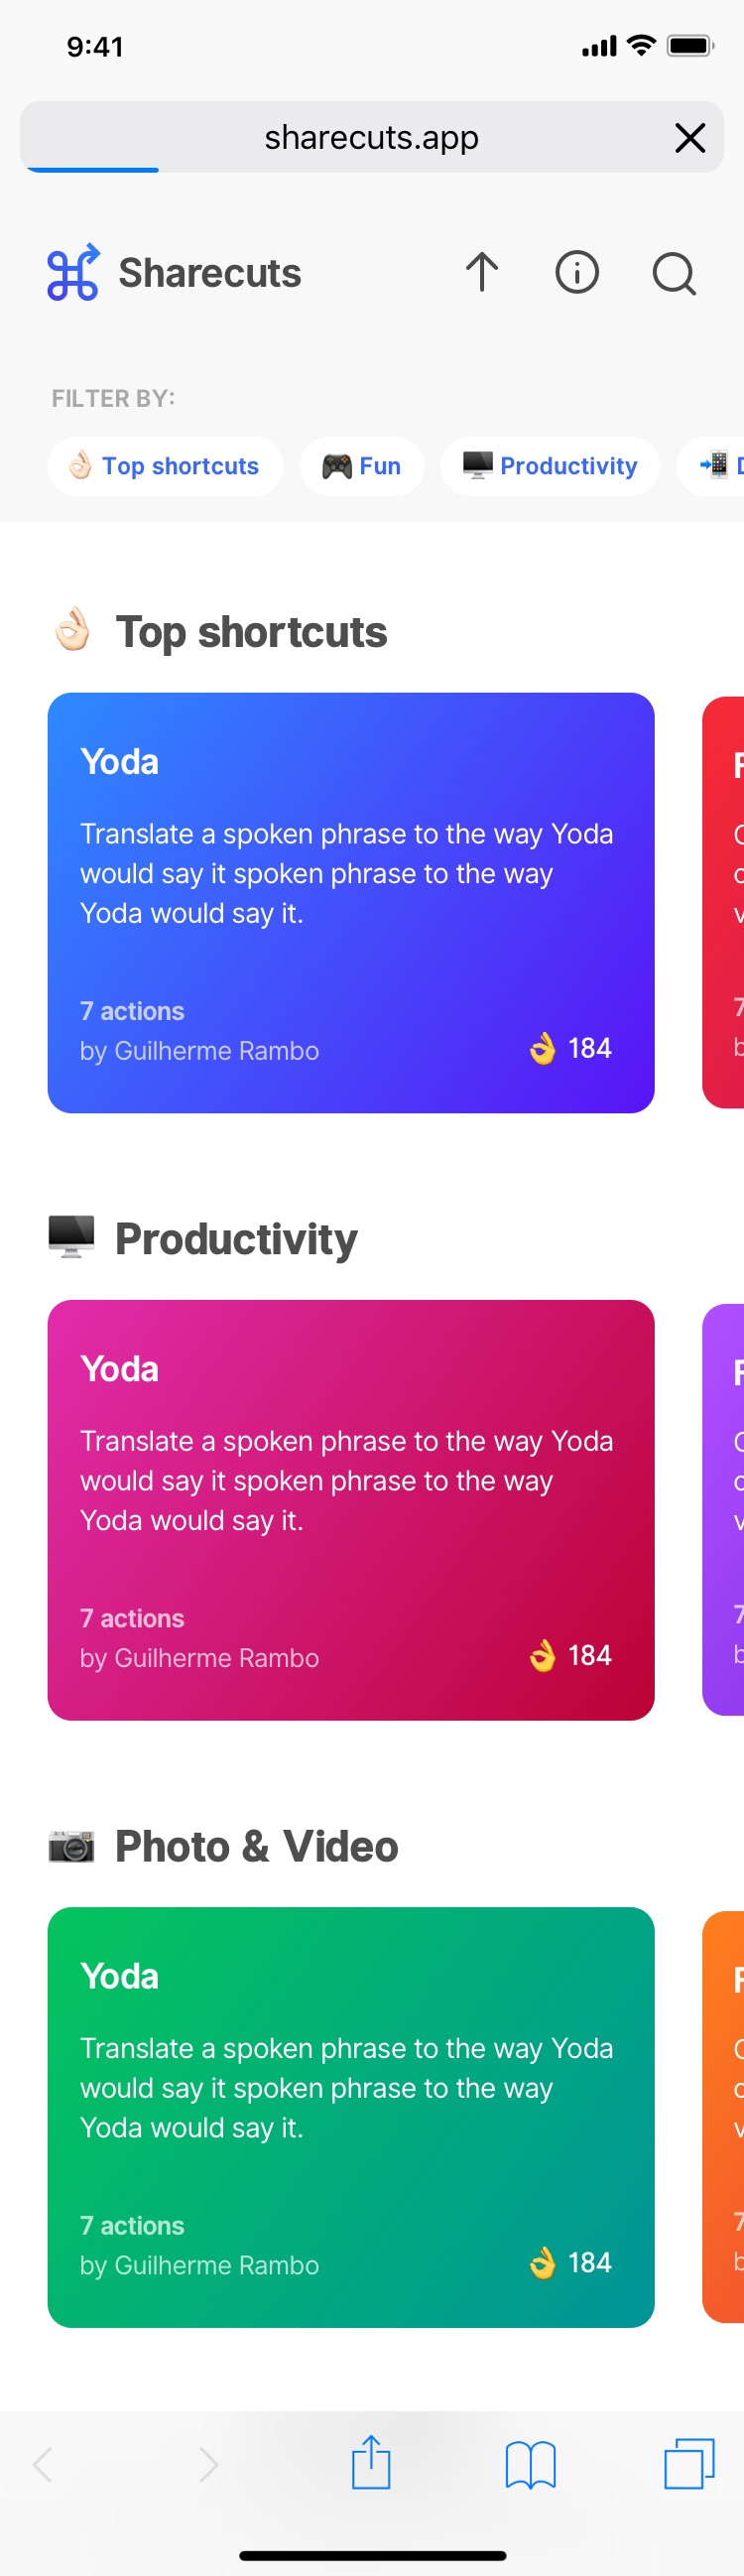 9:41
sharecuts.app
Sharecuts
FILTER BY:
👌🏻 Top shortcuts 🎮 Fun 🖥 Productivity 📲
👌🏻 Top shortcuts
Yoda
Translate a spoken phrase to the way Yoda
would say it spoken phrase to the way
Yoda would say it.
7 actions
by Guilherme Rambo
👌 184
🖥 Productivity
Yoda
Translate a spoken phrase to the way Yoda
would say it spoken phrase to the way
Yoda would say it.
7 actions
by Guilherme Rambo
👌 184
📷 Photo & Video
Yoda
Translate a spoken phrase to the way Yoda
would say it spoken phrase to the way
Yoda would say it.
7 actions
by Guilherme Rambo
👌 184